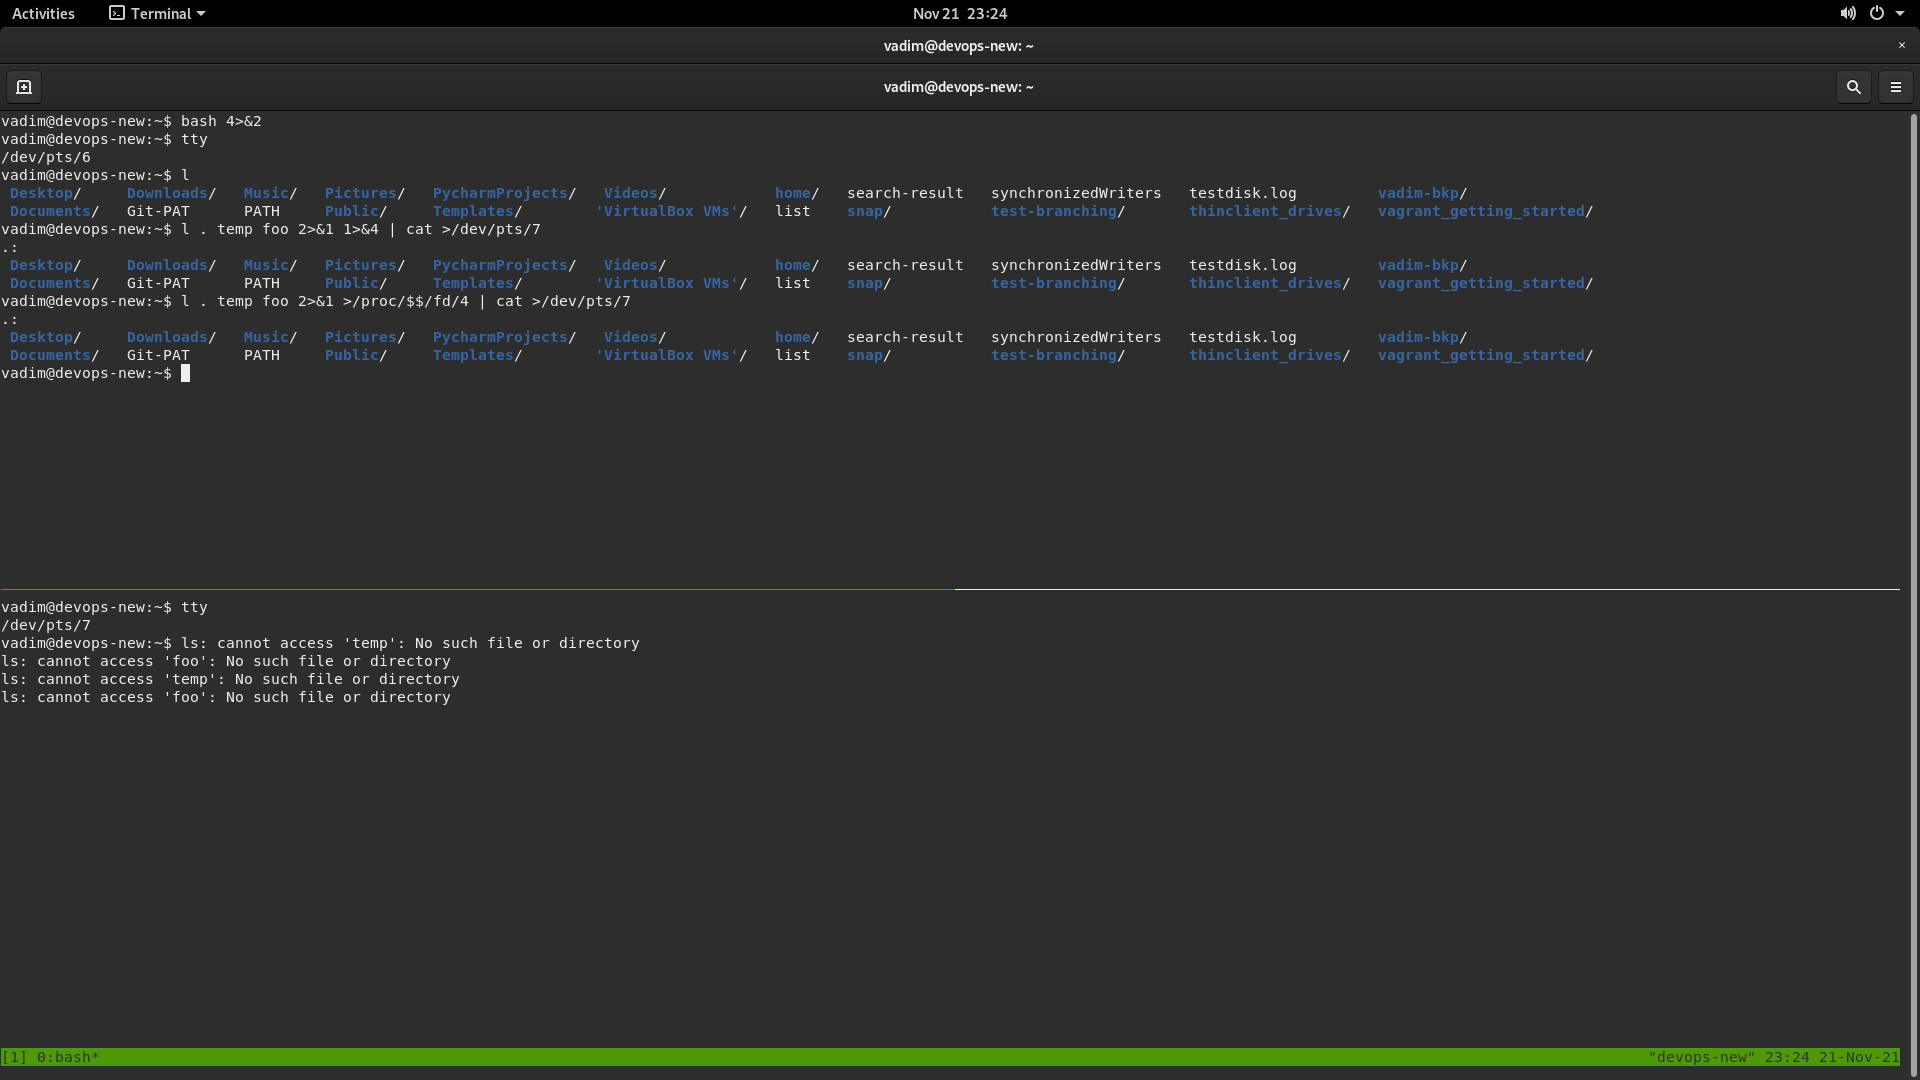 Activities Terminal Nov 21 23:24
vadim@devops-new: ~
vadim@devops-new: ~
vadim@devops-new:~$ bash 4>&2
vadim@devops-new:~$ tty
/dev/pts/6
vadim@devops-new:~$ l
Desktop/ Downloads/ Music/ Pictures/ PycharmProjects/ Videos/ home/ search-result synchronizedWriters testdisk.log vadim-bkp/
Documents/ Git-PAT PATH Public/ Templates/ 'VirtualBox VMs'/ list snap/ test-branching/ thinclient_drives/ vagrant_getting_started/
vadim@devops-new:~$ l . temp foo 2>&1 1>&4 | cat >/dev/pts/7
.:
Desktop/ Downloads/ Music/ Pictures/ PycharmProjects/ Videos/ home/ search-result synchronizedWriters testdisk.log vadim-bkp/
Documents/ Git-PAT PATH Public/ Templates/ 'VirtualBox VMs'/ list snap/ test-branching/ thinclient_drives/ vagrant_getting_started/
vadim@devops-new:~$ l . temp foo 2>&1 >/proc/$$/fd/4 | cat >/dev/pts/7
.:
Desktop/ Downloads/ Music/ Pictures/ PycharmProjects/ Videos/ home/ search-result synchronizedWriters testdisk.log vadim-bkp/
Documents/ Git-PAT PATH Public/ Templates/ 'VirtualBox VMs'/ list snap/ test-branching/ thinclient_drives/ vagrant_getting_started/
vadim@devops-new:~$
vadim@devops-new:~$ tty
/dev/pts/7
vadim@devops-new:~$ ls: cannot access 'temp': No such file or directory
ls: cannot access 'foo': No such file or directory
ls: cannot access 'temp': No such file or directory
ls: cannot access 'foo': No such file or directory
[1] 0:bash* "devops-new" 23:24 21-Nov-21